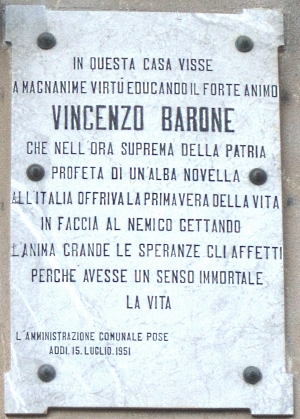 IN QUESTA CASA VISSE
A MAGNANIME VIRTÚ EDUCANDO IL FORTE ANIMO
VINCENZO BARONE
CHE NELL'ORA SUPREMA DELLA PATRIA
PROFETA DI UN'ALBA NOVELLA
ALL'ITALIA OFFRIVA LA PRIMAVERA DELLA VITA
IN FACCIA AL NEMICO GETTANDO
L'ANIMA GRANDE LE SPERANZE GLI AFFETTI
PERCHÉ AVESSE UN SENSO IMMORTALE
LA VITA
L'AMMINISTRAZIONE COMUNALE POSE
ADDI, 15. LUGLIO. 1951